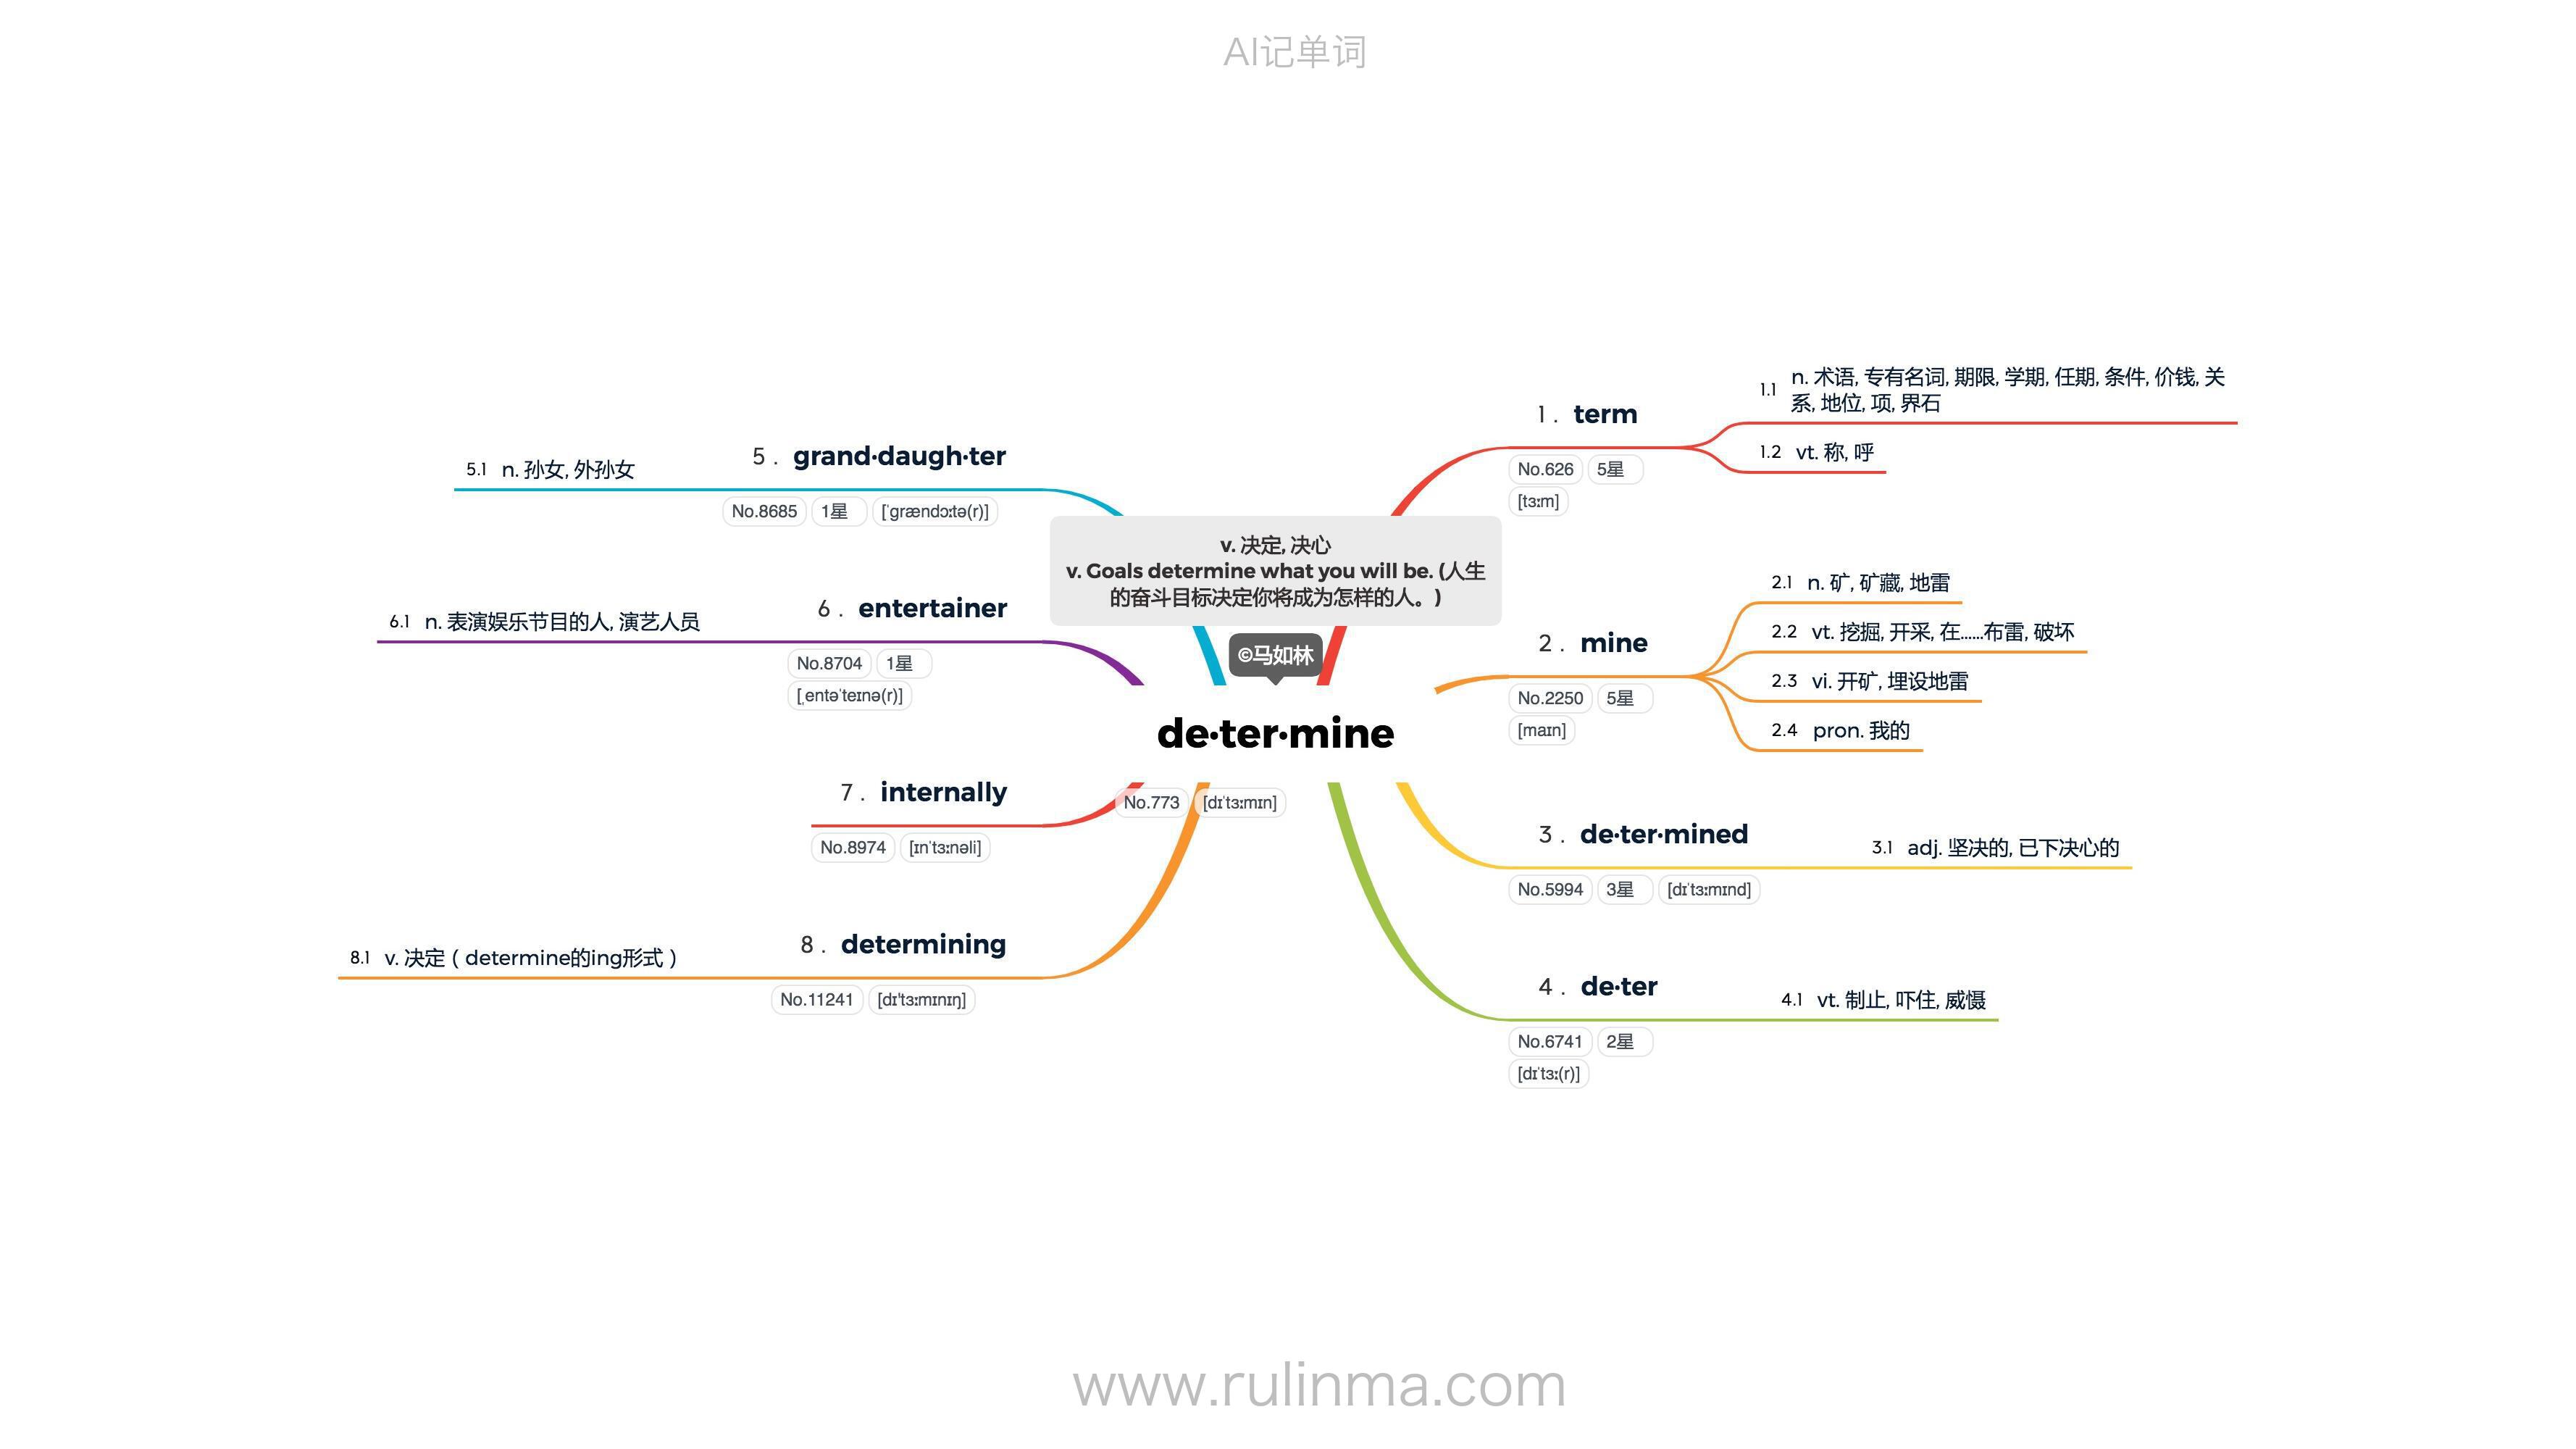 AI记单词
v. 决定, 决心
v. Goals determine what you will be. (人生
的奋斗目标决定你将成为怎样的人。)
©马如林
de·ter·mine
No.773 [dɪˈtɜːmɪn]
1 . term
No.626 5星
[tɜːm]
1.1 n. 术语, 专有名词, 期限, 学期, 任期, 条件, 价钱, 关
系, 地位, 项, 界石
1.2 vt. 称, 呼
2 . mine
No.2250 5星
[maɪn]
2.1 n. 矿, 矿藏, 地雷
2.2 vt. 挖掘, 开采, 在......布雷, 破坏
2.3 vi. 开矿, 埋设地雷
2.4 pron. 我的
3 . de·ter·mined
No.5994 3星 [dɪˈtɜːmɪnd]
3.1 adj. 坚决的, 已下决心的
4 . de·ter
No.6741 2星
[dɪˈtɜː(r)]
4.1 vt. 制止, 吓住, 威慑
5 . grand·daugh·ter
No.8685 1星 [ˈɡrændɔːtə(r)]
5.1 n. 孙女, 外孙女
6 . entertainer
No.8704 1星
[ˌentəˈteɪnə(r)]
6.1 n. 表演娱乐节目的人, 演艺人员
7 . internally
No.8974 [ɪnˈtɜːnəli]
8 . determining
No.11241 [dɪ'tɜːmɪnɪŋ]
8.1 v. 决定（determine的ing形式）
www.rulinma.com